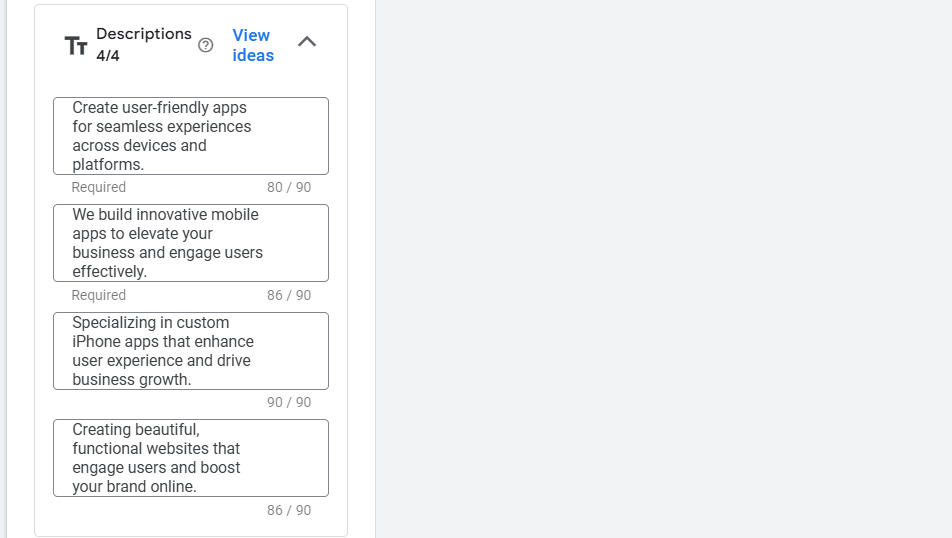 Descriptions
4/4
View
ideas
Create user-friendly apps
for seamless experiences
across devices and
platforms.
Required 80 / 90
We build innovative mobile
apps to elevate your
business and engage users
effectively.
Required 86 / 90
Specializing in custom
iPhone apps that enhance
user experience and drive
business growth.
90 / 90
Creating beautiful,
functional websites that
engage users and boost
your brand online.
86 / 90